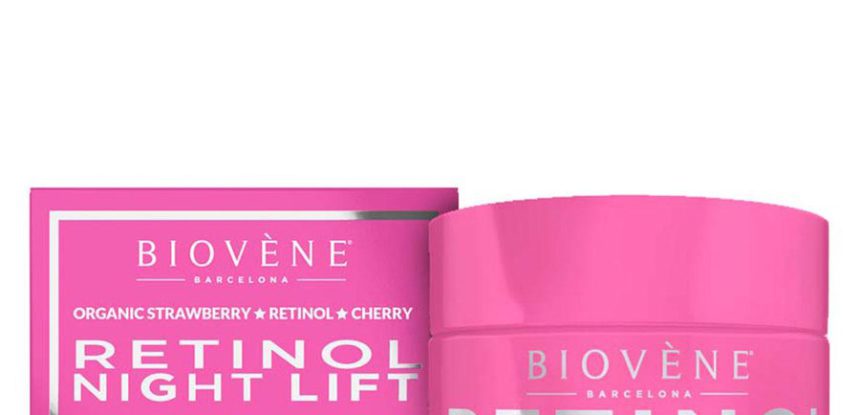 BIOVÈNE®
BARCELONA
ORGANIC STRAWBERRY ★ RETINOL ★ CHERRY
RETINOL
NIGHT LIFT
BIOVÈNE®
BARCELONA